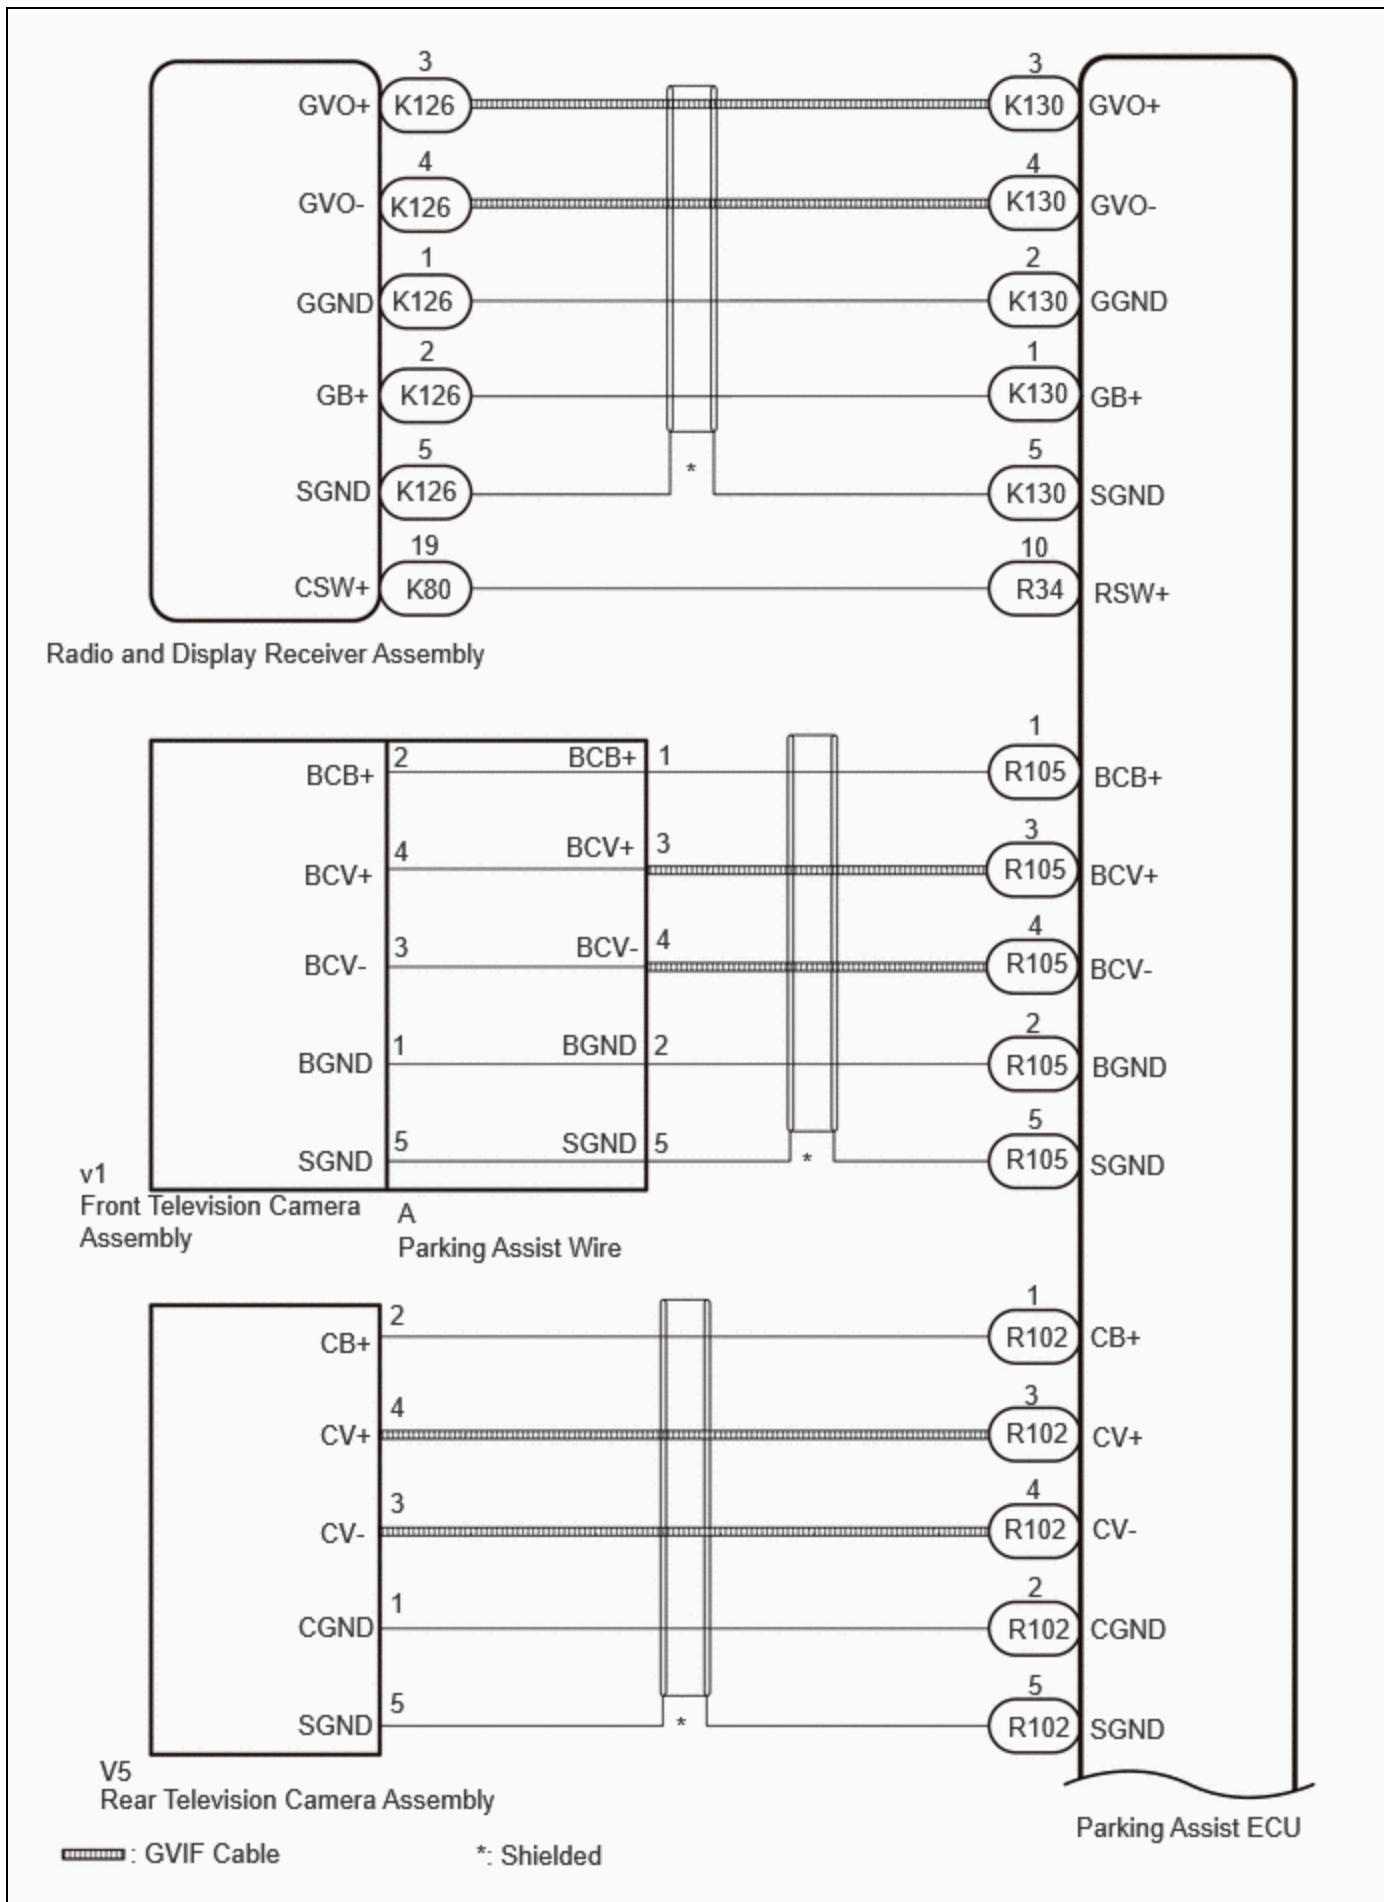 3 3
GVO+ K126 K130 GVO+
4 4
GVO- K126 K130 GVO-
1 2
GGND K126 K130 GGND
2 1
GB+ K126 K130 GB+
5 * 5
SGND K126 K130 SGND
19 10
CSW+ K80 R34 RSW+
Radio and Display Receiver Assembly
1
2 BCB+ 1
BCB+ R105 BCB+
3
4 BCV+ 3
BCV+ R105 BCV+
4
3 BCV- 4
BCV- R105 BCV-
2
1 BGND 2
BGND R105 BGND
5
5 SGND 5
SGND * R105 SGND
v1
Front Television Camera
Assembly
A
Parking Assist Wire
2 1
CB+ R102 CB+
4 3
CV+ R102 CV+
3 4
CV- R102 CV-
1 2
CGND R102 CGND
5 5
SGND * R102 SGND
V5
Rear Television Camera Assembly
Parking Assist ECU
: GVIF Cable *: Shielded